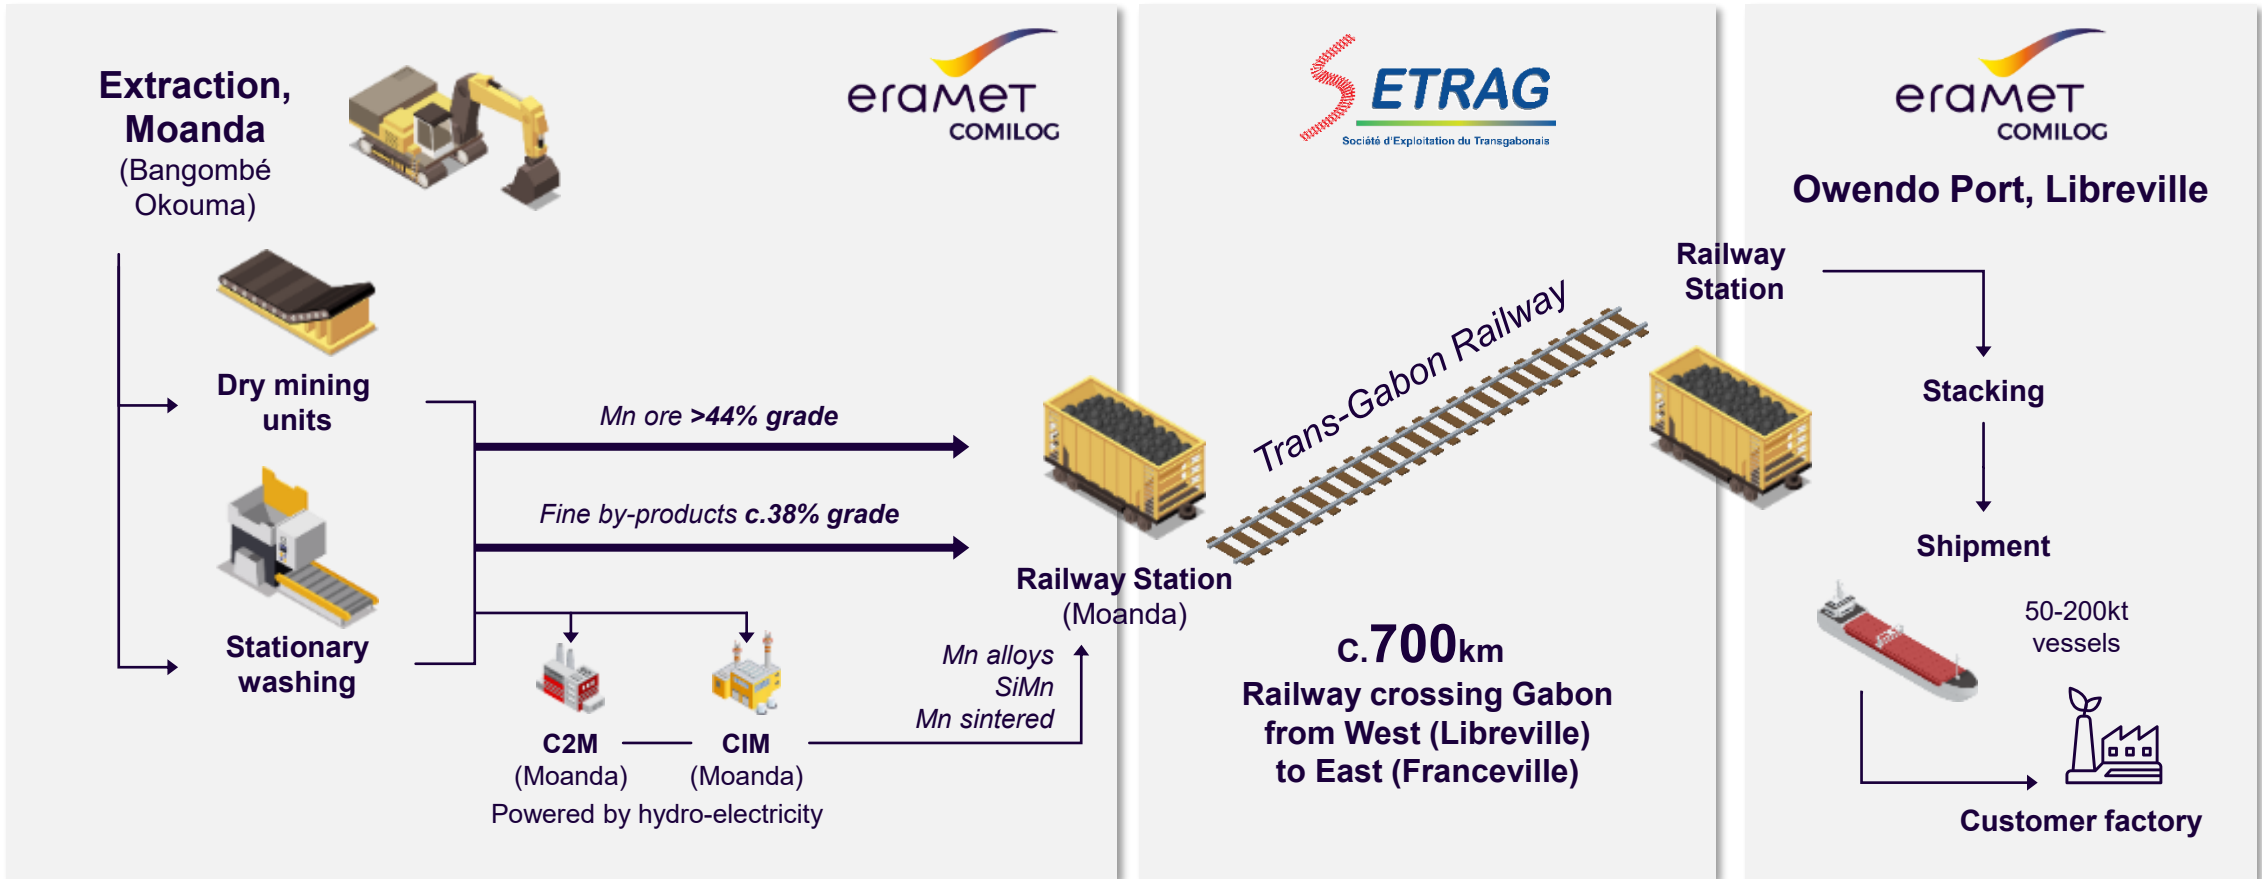 Extraction,
Moanda
(Bangombé
Okouma)
eramet
COMILOG
Dry mining
units
Stationary
washing
Mn ore >44% grade
Fine by-products c.38% grade
C2M
(Moanda)
CIM
(Moanda)
Powered by hydro-electricity
Mn alloys
SiMn
Mn sintered
Railway Station
(Moanda)
SETRAG
Société d'Exploitation du Transgabonais
Trans-Gabon Railway
c.700km
Railway crossing Gabon
from West (Libreville)
to East (Franceville)
eramet
COMILOG
Owendo Port, Libreville
Railway
Station
Stacking
Shipment
50-200kt
vessels
Customer factory